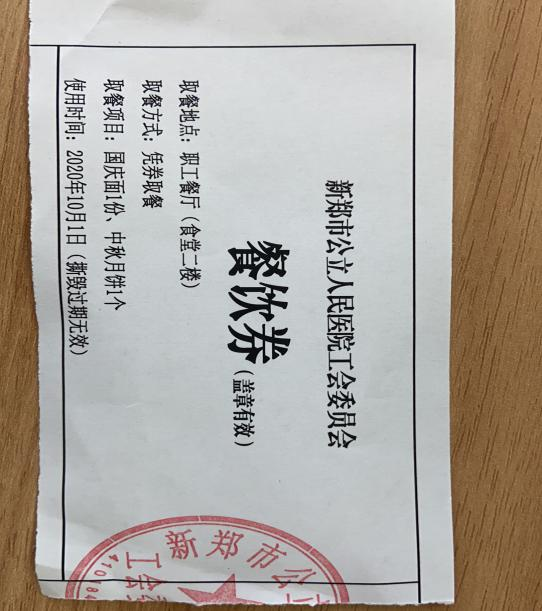 新郑市公立人民医院工会委员会
餐饮券（盖章有效）
取餐地点：职工餐厅（食堂二楼）
取餐方式：凭券取餐
取餐项目：国庆面1份、中秋月饼1个
使用时间：2020年10月1日（撕毁过期无效）
新郑市公立
工会